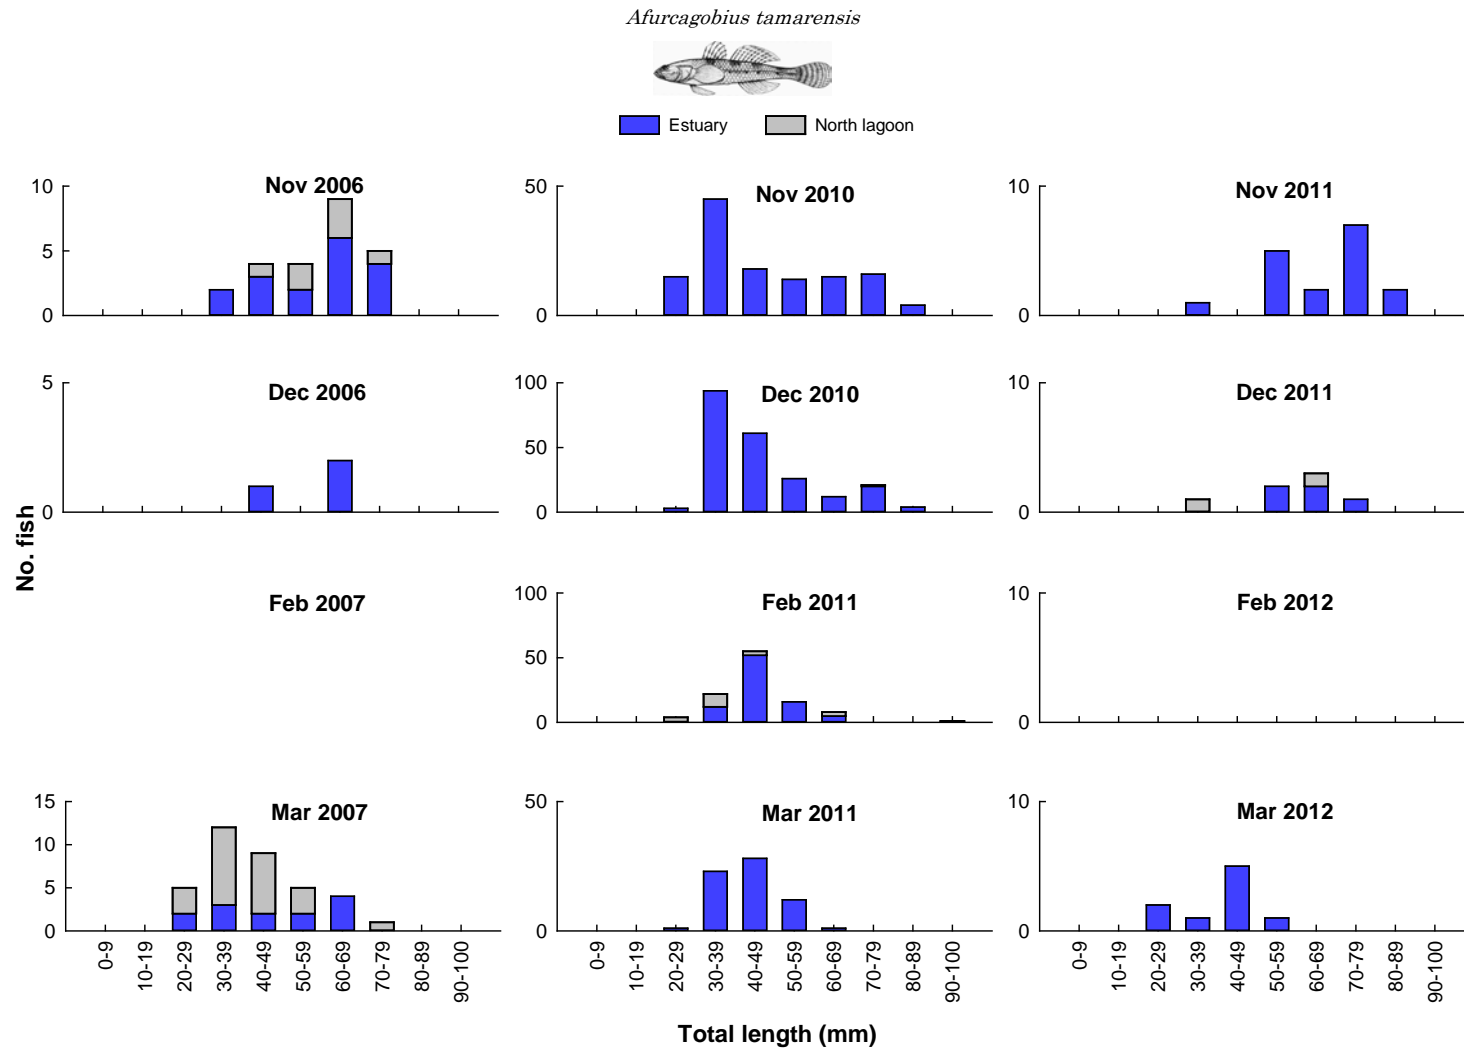 Afurcagobius tamarensis
Estuary North lagoon
Nov 2006 Nov 2010 Nov 2011
10 5 0
50 0
10 0
Dec 2006 Dec 2010 Dec 2011
5 0
100 50 0
10 0
No. fish
Feb 2007 Feb 2011 Feb 2012
100 50 0
10 0
Mar 2007 Mar 2011 Mar 2012
15 10 5 0
50 0
10 0
0-9 10-19 20-29 30-39 40-49 50-59 60-69 70-79 80-89 90-100
0-9 10-19 20-29 30-39 40-49 50-59 60-69 70-79 80-89 90-100
0-9 10-19 20-29 30-39 40-49 50-59 60-69 70-79 80-89 90-100
Total length (mm)